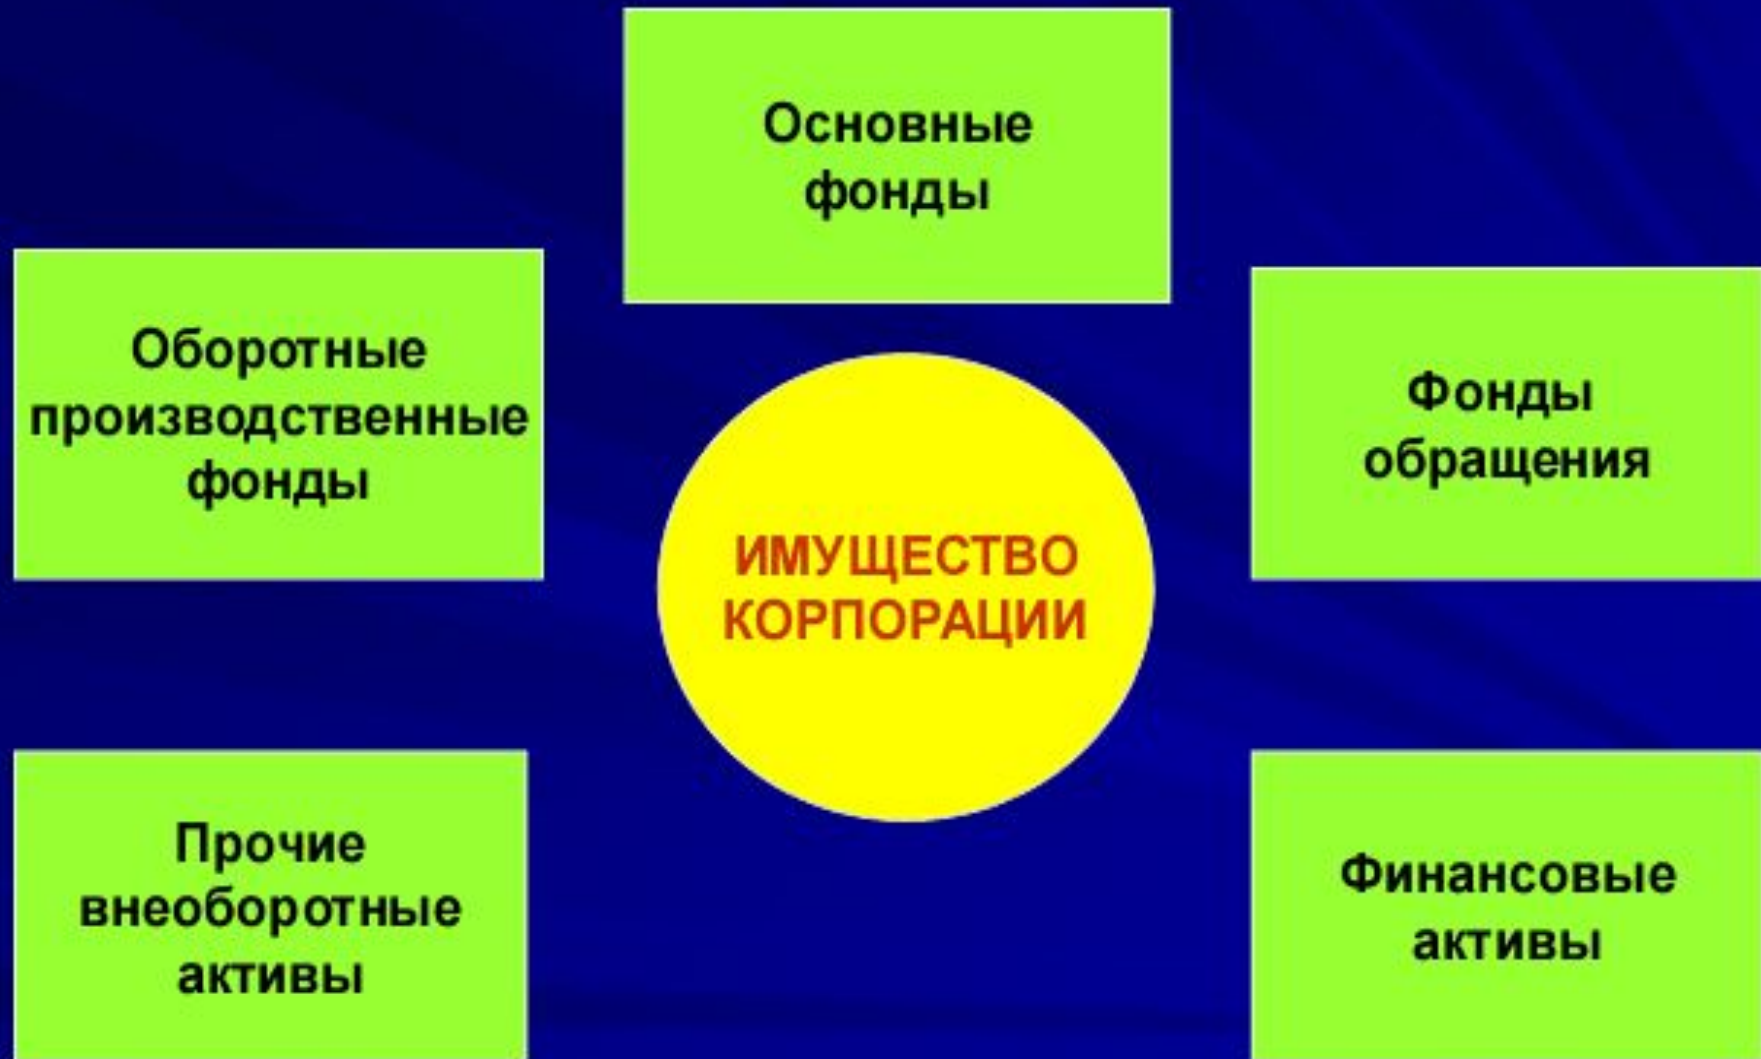 Основные
фонды
Оборотные
производственные
фонды
Фонды
обращения
ИМУЩЕСТВО
КОРПОРАЦИИ
Прочие
внеоборотные
активы
Финансовые
активы